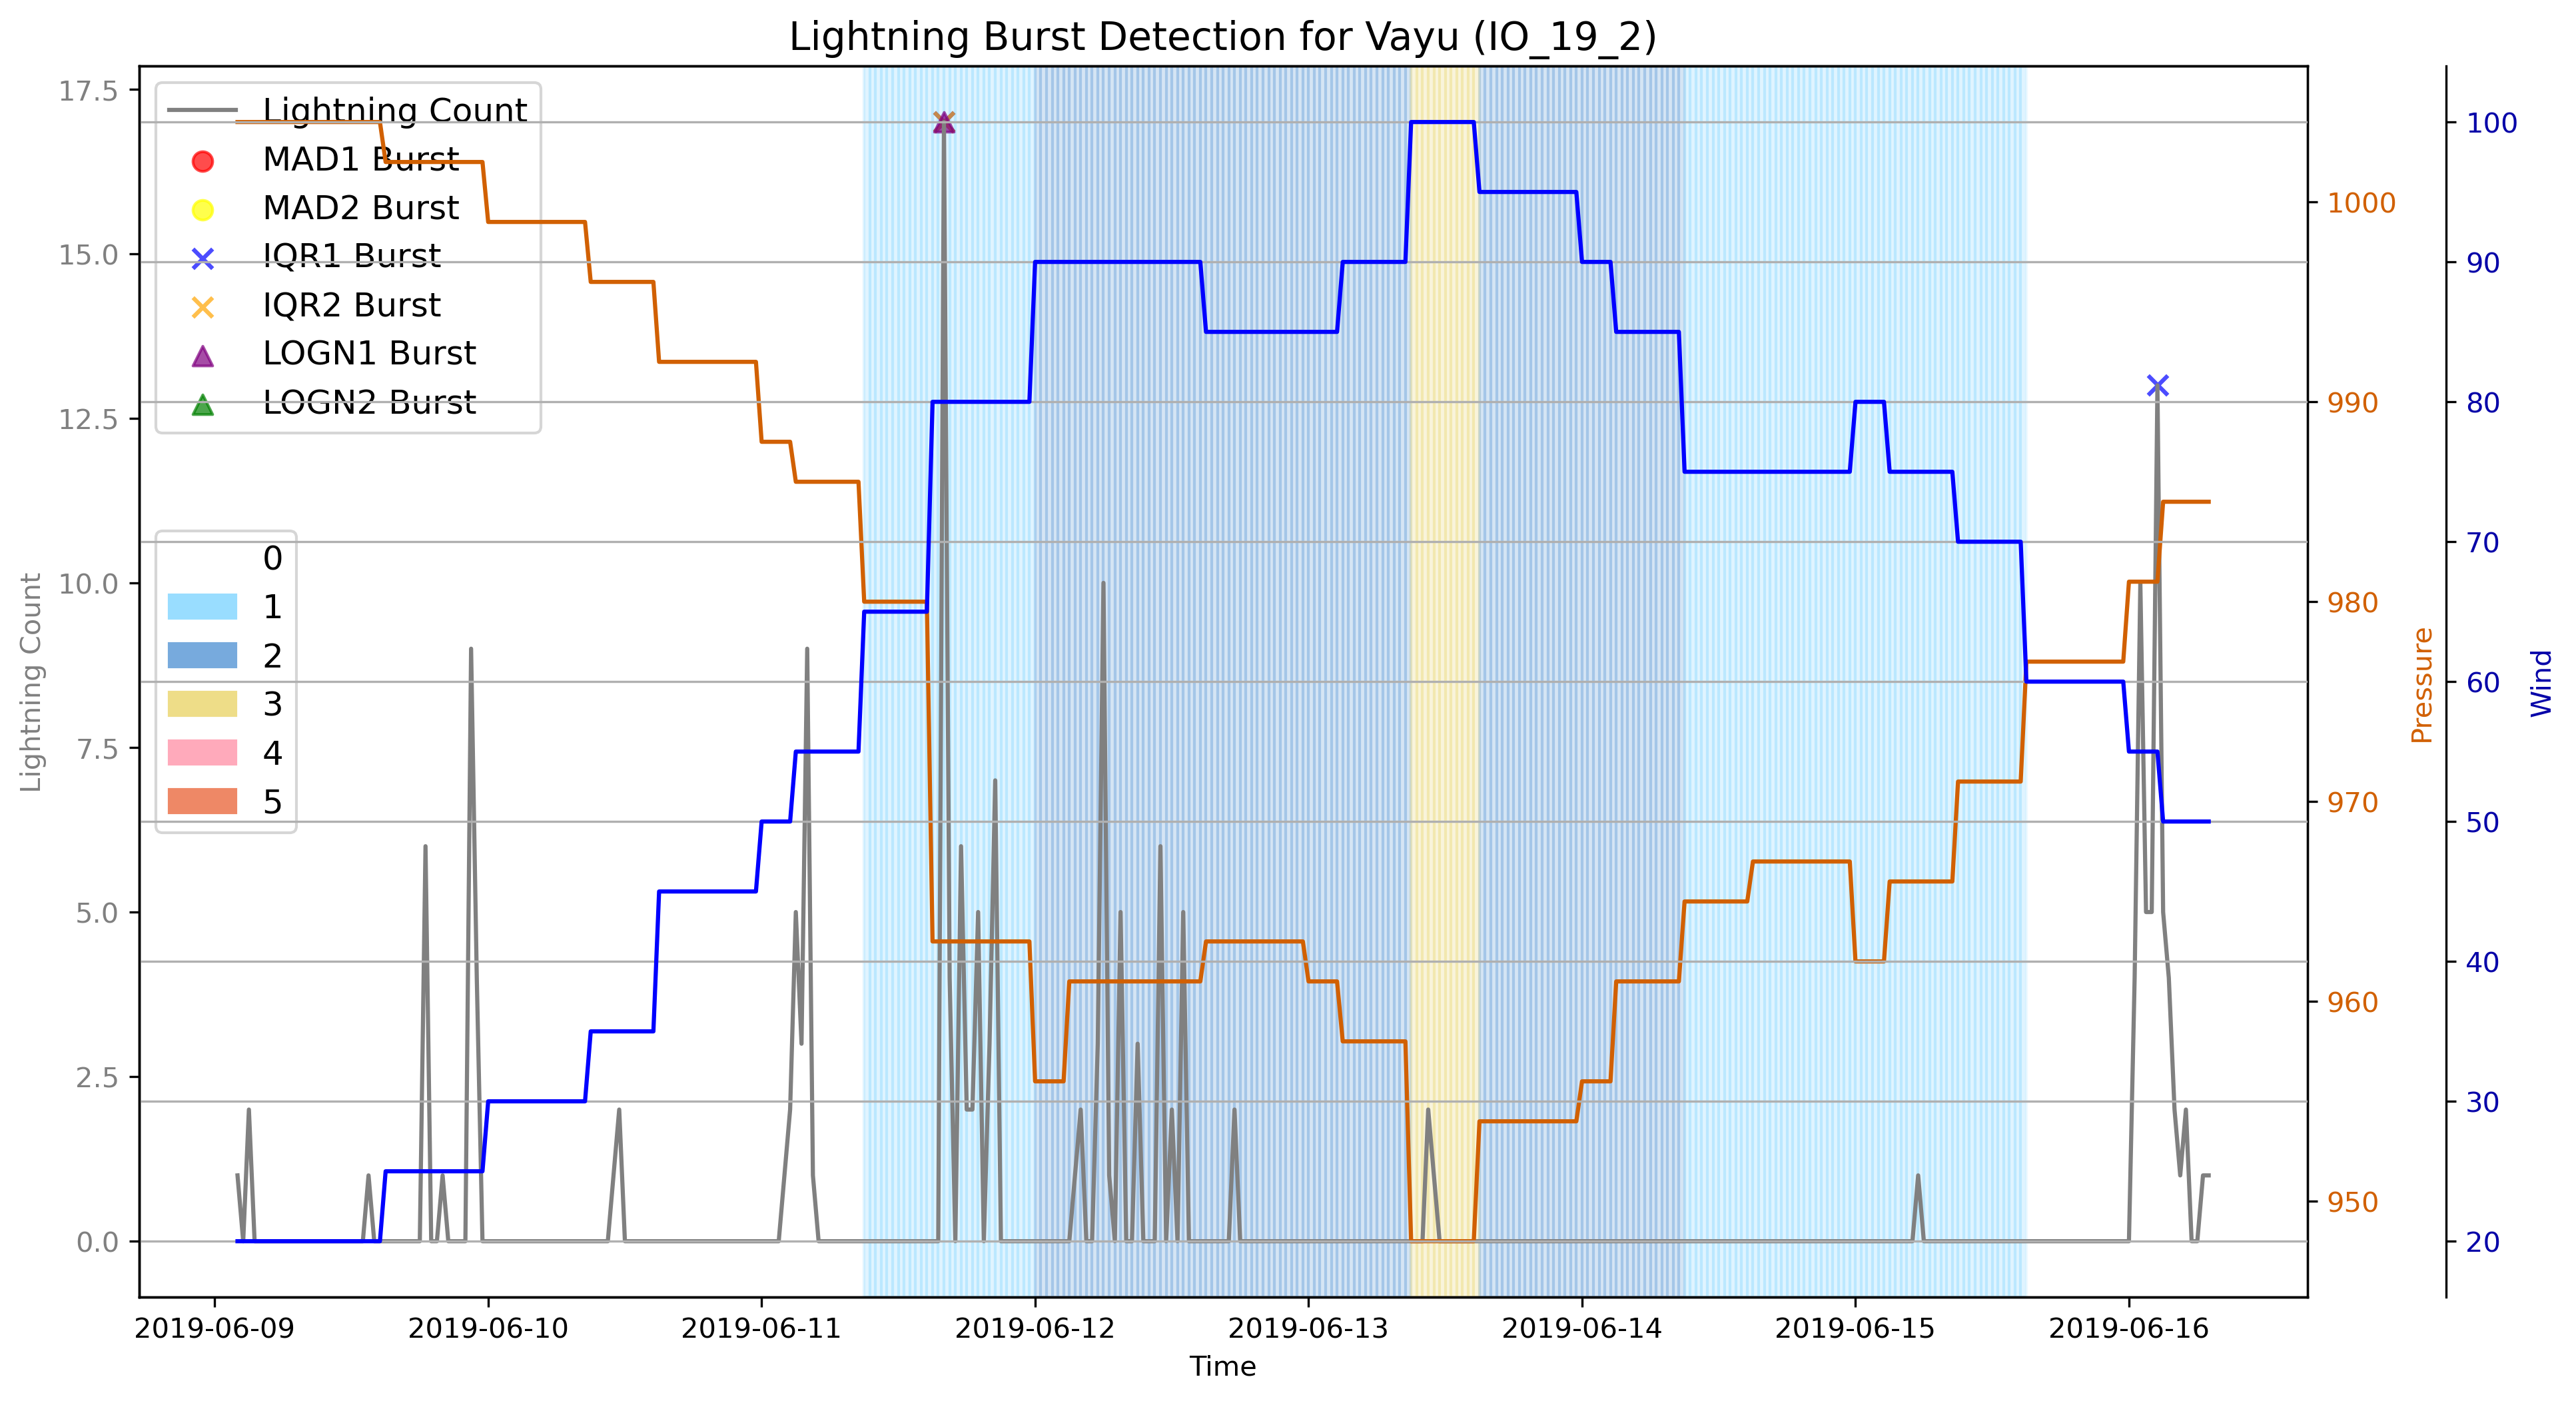 Lightning Burst Detection for Vayu (IO_19_2)
Lightning Count
MAD1 Burst
MAD2 Burst
IQR1 Burst
IQR2 Burst
LOGN1 Burst
LOGN2 Burst
0
1
2
3
4
5
17.5
15.0
12.5
10.0
7.5
5.0
2.5
0.0
Lightning Count
1000
990
980
970
960
950
Pressure
100
90
80
70
60
50
40
30
20
Wind
2019-06-09 2019-06-10 2019-06-11 2019-06-12 2019-06-13 2019-06-14 2019-06-15 2019-06-16
Time